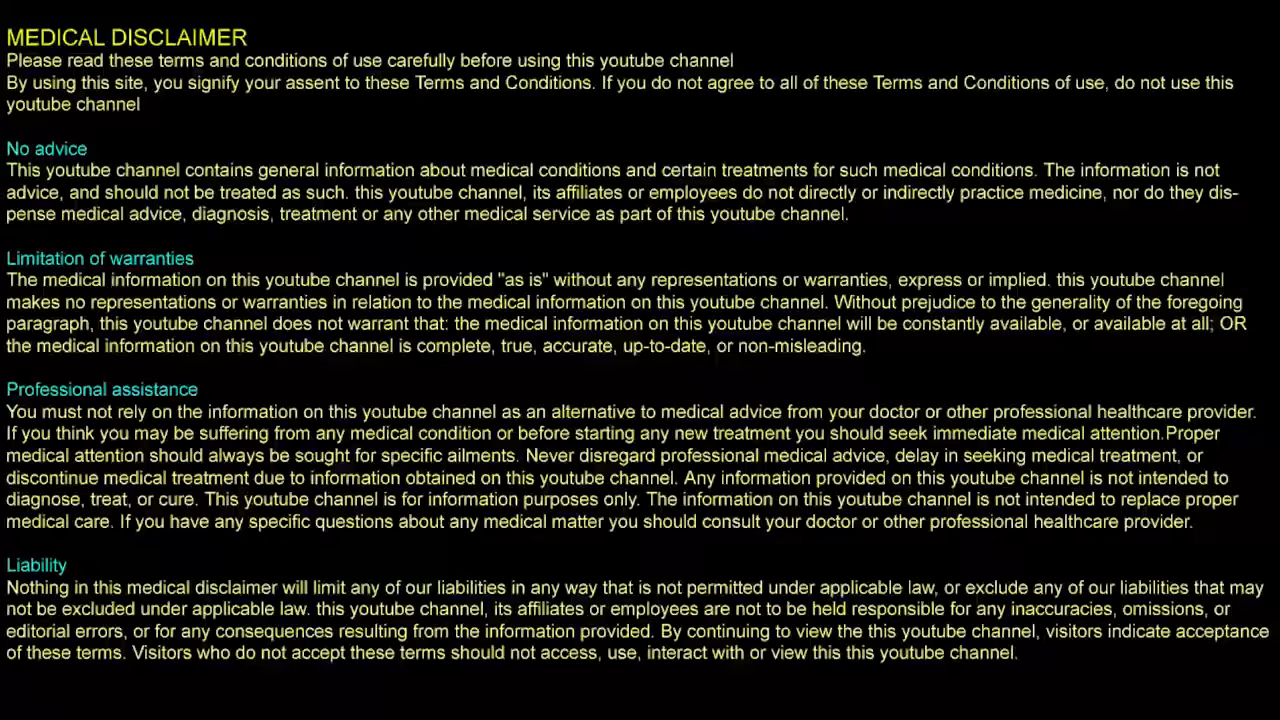 MEDICAL DISCLAIMER
Please read these terms and conditions of use carefully before using this youtube channel
By using this site, you signify your assent to these Terms and Conditions. If you do not agree to all of these Terms and Conditions of use, do not use this
youtube channel
No advice
This youtube channel contains general information about medical conditions and certain treatments for such medical conditions. The information is not
advice, and should not be treated as such. this youtube channel, its affiliates or employees do not directly or indirectly practice medicine, nor do they dis-
pense medical advice, diagnosis, treatment or any other medical service as part of this youtube channel.
Limitation of warranties
The medical information on this youtube channel is provided "as is" without any representations or warranties, express or implied. this youtube channel
makes no representations or warranties in relation to the medical information on this youtube channel. Without prejudice to the generality of the foregoing
paragraph, this youtube channel does not warrant that: the medical information on this youtube channel will be constantly available, or available at all; OR
the medical information on this youtube channel is complete, true, accurate, up-to-date, or non-misleading.
Professional assistance
You must not rely on the information on this youtube channel as an alternative to medical advice from your doctor or other professional healthcare provider.
If you think you may be suffering from any medical condition or before starting any new treatment you should seek immediate medical attention.Proper
medical attention should always be sought for specific ailments. Never disregard professional medical advice, delay in seeking medical treatment, or
discontinue medical treatment due to information obtained on this youtube channel. Any information provided on this youtube channel is not intended to
diagnose, treat, or cure. This youtube channel is for information purposes only. The information on this youtube channel is not intended to replace proper
medical care. If you have any specific questions about any medical matter you should consult your doctor or other professional healthcare provider.
Liability
Nothing in this medical disclaimer will limit any of our liabilities in any way that is not permitted under applicable law, or exclude any of our liabilities that may
not be excluded under applicable law. this youtube channel, its affiliates or employees are not to be held responsible for any inaccuracies, omissions, or
editorial errors, or for any consequences resulting from the information provided. By continuing to view the this youtube channel, visitors indicate acceptance
of these terms. Visitors who do not accept these terms should not access, use, interact with or view this this youtube channel.